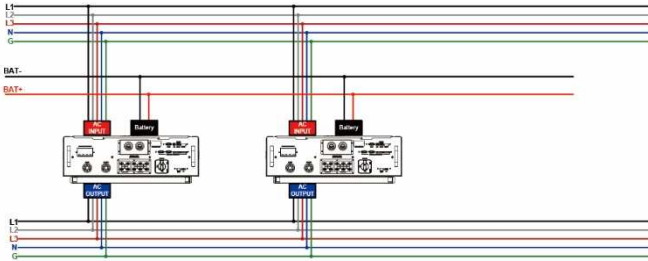 L1
L2
L3
N
G
BAT-
BAT+
AC
INPUT
Battery
AC
INPUT
Battery
AC
OUTPUT
AC
OUTPUT
L1
L2
L3
N
G